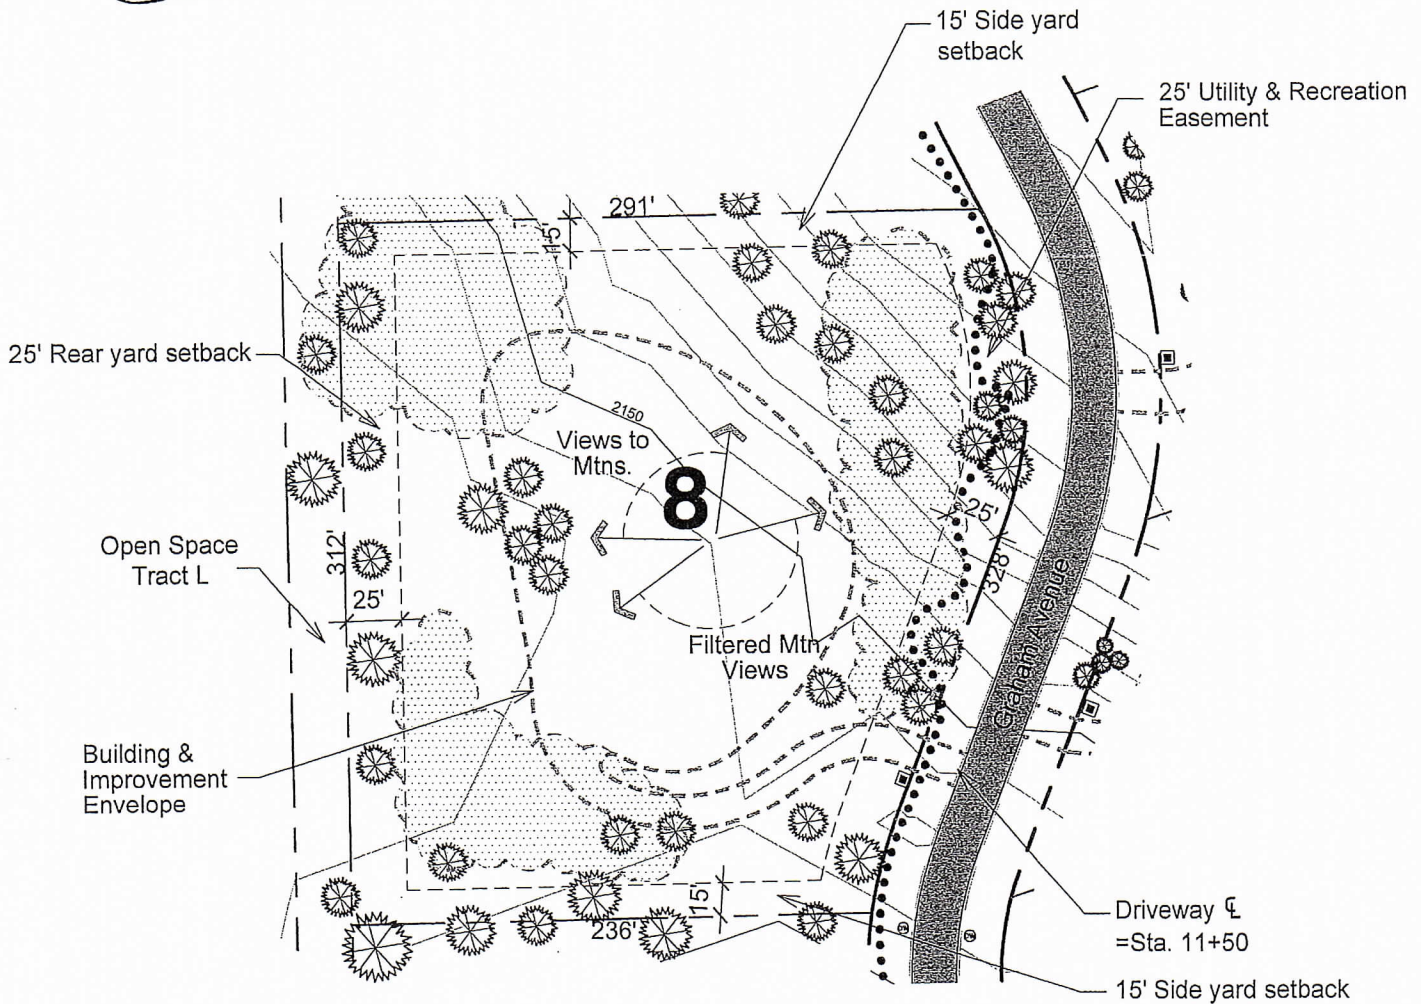 15' Side yard
setback
25' Utility & Recreation
Easement
291'
15'
25' Rear yard setback
2150
Views to
Mtns.
8
25'
328'
Open Space
Tract L
312'
25'
Graham Avenue
Filtered Mtn
Views
Building &
Improvement
Envelope
15'
236'
Driveway ℄
=Sta. 11+50
15' Side yard setback